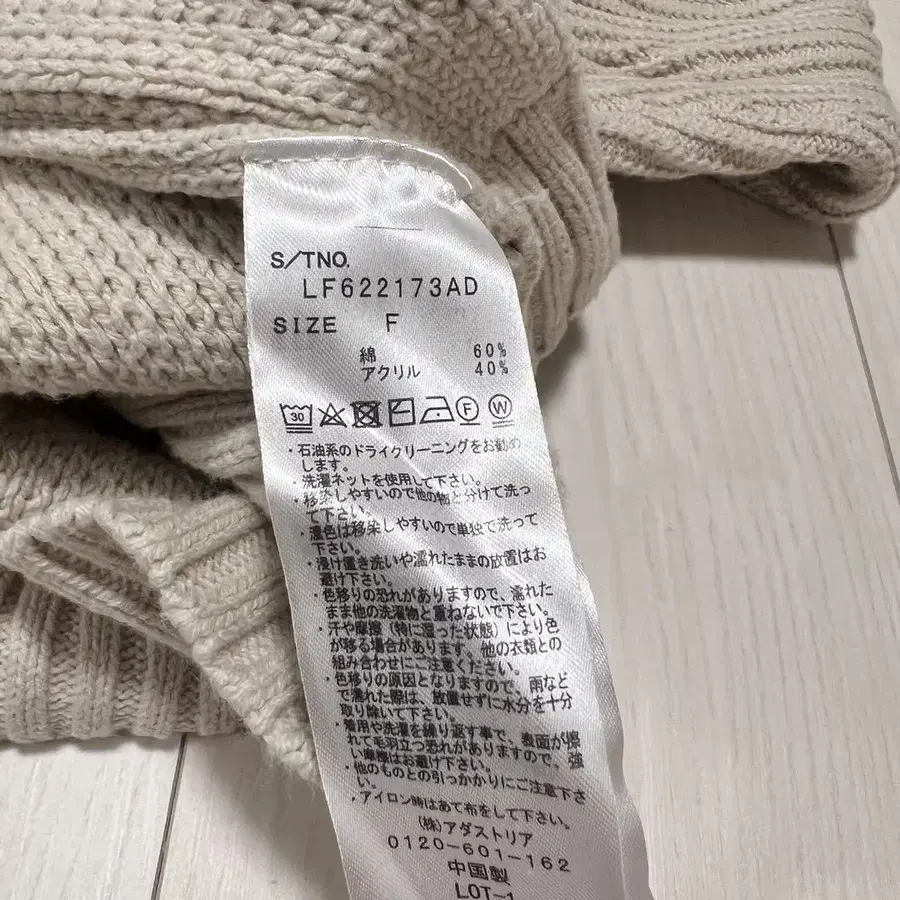 S/TNO.
LF622173AD
SIZE F
綿 60%
アクリル 40%
30 F W
・石油系のドライクリーニングをお勧め
します。
・洗濯ネットを使用して下さい。
・移染しやすいので他の物と分けて洗っ
て下さい。
・濃色は移染しやすいので単独で洗って
下さい。
・浸け置き洗いや濡れたままの放置はお
避け下さい。
・色移りの恐れがありますので、濡れた
まま他の洗濯物と重ねないで下さい。
・汗や摩擦(特に湿った状態)により色
が移る場合があります。他の衣類との
組み合わせにご注意ください。
・色移りの原因となりますので、雨など
で濡れた際は、放置せずに水分を十分
取り除いて下さい。
・着用や洗濯を繰り返す事で、表面が擦
れて毛羽立つ恐れがありますので、強
い摩擦はお避け下さい。
・他のものとの引っかかりにご注意下さ
い。
・アイロン時はあて布をして下さい。
(株)アダストリア
0120-601-162
中国製
LOT-1